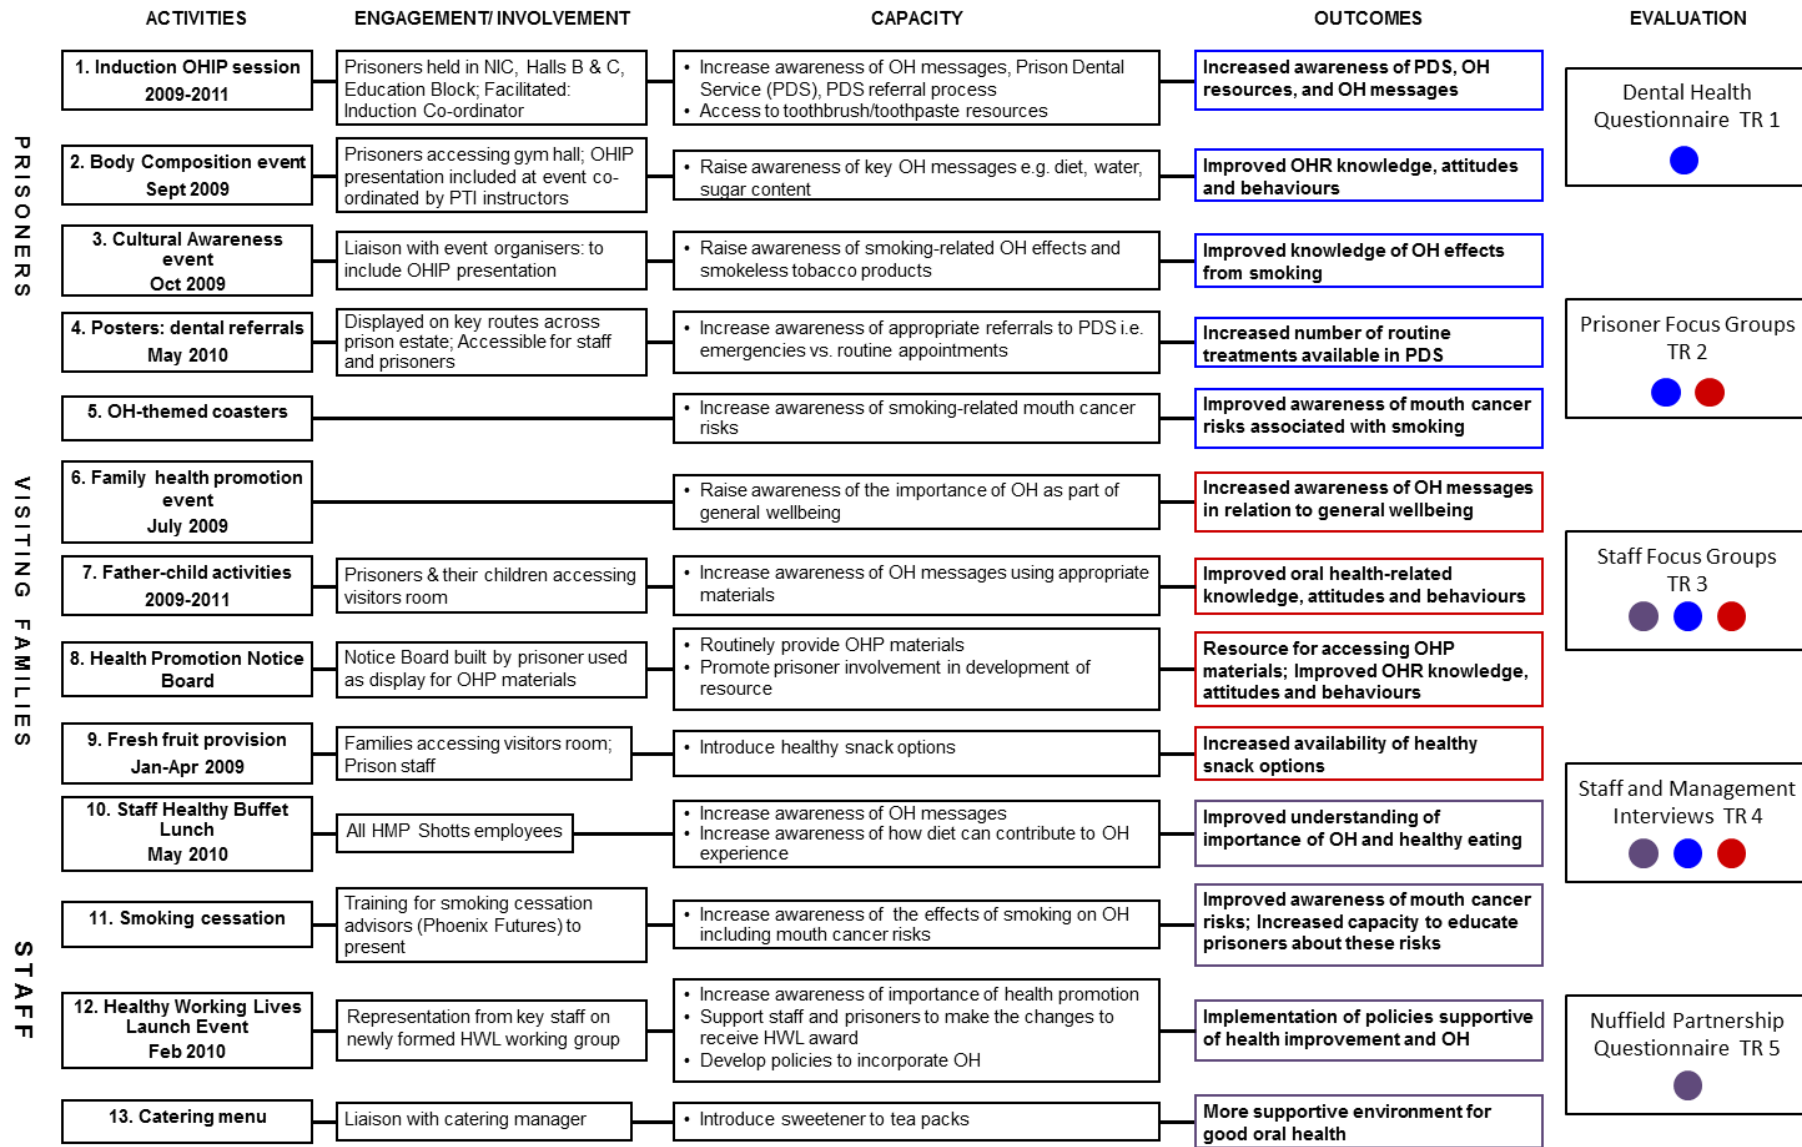 ACTIVITIES
ENGAGEMENT/ INVOLVEMENT
CAPACITY
OUTCOMES
EVALUATION
PRISONERS
1. Induction OHIP session
2009-2011
Prisoners held in NIC, Halls B & C,
Education Block; Facilitated:
Induction Co-ordinator
• Increase awareness of OH messages, Prison Dental
Service (PDS), PDS referral process
• Access to toothbrush/toothpaste resources
Increased awareness of PDS, OH
resources, and OH messages
2. Body Composition event
Sept 2009
Prisoners accessing gym hall; OHIP
presentation included at event co-
ordinated by PTI instructors
• Raise awareness of key OH messages e.g. diet, water,
sugar content
Improved OHR knowledge, attitudes
and behaviours
3. Cultural Awareness
event
Oct 2009
Liaison with event organisers: to
include OHIP presentation
• Raise awareness of smoking-related OH effects and
smokeless tobacco products
Improved knowledge of OH effects
from smoking
4. Posters: dental referrals
May 2010
Displayed on key routes across
prison estate; Accessible for staff
and prisoners
• Increase awareness of appropriate referrals to PDS i.e.
emergencies vs. routine appointments
Increased number of routine
treatments available in PDS
5. OH-themed coasters
• Increase awareness of smoking-related mouth cancer
risks
Improved awareness of mouth cancer
risks associated with smoking
VISITING FAMILIES
6. Family health promotion
event
July 2009
• Raise awareness of the importance of OH as part of
general wellbeing
Increased awareness of OH messages
in relation to general wellbeing
7. Father-child activities
2009-2011
Prisoners & their children accessing
visitors room
• Increase awareness of OH messages using appropriate
materials
Improved oral health-related
knowledge, attitudes and behaviours
8. Health Promotion Notice
Board
Notice Board built by prisoner used
as display for OHP materials
• Routinely provide OHP materials
• Promote prisoner involvement in development of
resource
Resource for accessing OHP
materials; Improved OHR knowledge,
attitudes and behaviours
9. Fresh fruit provision
Jan-Apr 2009
Families accessing visitors room;
Prison staff
• Introduce healthy snack options
Increased availability of healthy
snack options
STAFF
10. Staff Healthy Buffet
Lunch
May 2010
All HMP Shotts employees
• Increase awareness of OH messages
• Increase awareness of how diet can contribute to OH
experience
Improved understanding of
importance of OH and healthy eating
11. Smoking cessation
Training for smoking cessation
advisors (Phoenix Futures) to
present
• Increase awareness of the effects of smoking on OH
including mouth cancer risks
Improved awareness of mouth cancer
risks; Increased capacity to educate
prisoners about these risks
12. Healthy Working Lives
Launch Event
Feb 2010
Representation from key staff on
newly formed HWL working group
• Increase awareness of importance of health promotion
• Support staff and prisoners to make the changes to
receive HWL award
• Develop policies to incorporate OH
Implementation of policies supportive
of health improvement and OH
13. Catering menu
Liaison with catering manager
• Introduce sweetener to tea packs
More supportive environment for
good oral health
Dental Health
Questionnaire TR 1
Prisoner Focus Groups
TR 2
Staff Focus Groups
TR 3
Staff and Management
Interviews TR 4
Nuffield Partnership
Questionnaire TR 5